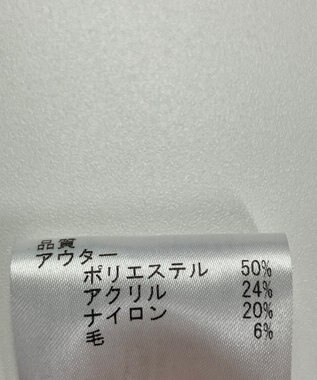 品質
アウター
ポリエステル 50%
アクリル 24%
ナイロン 20%
毛 6%